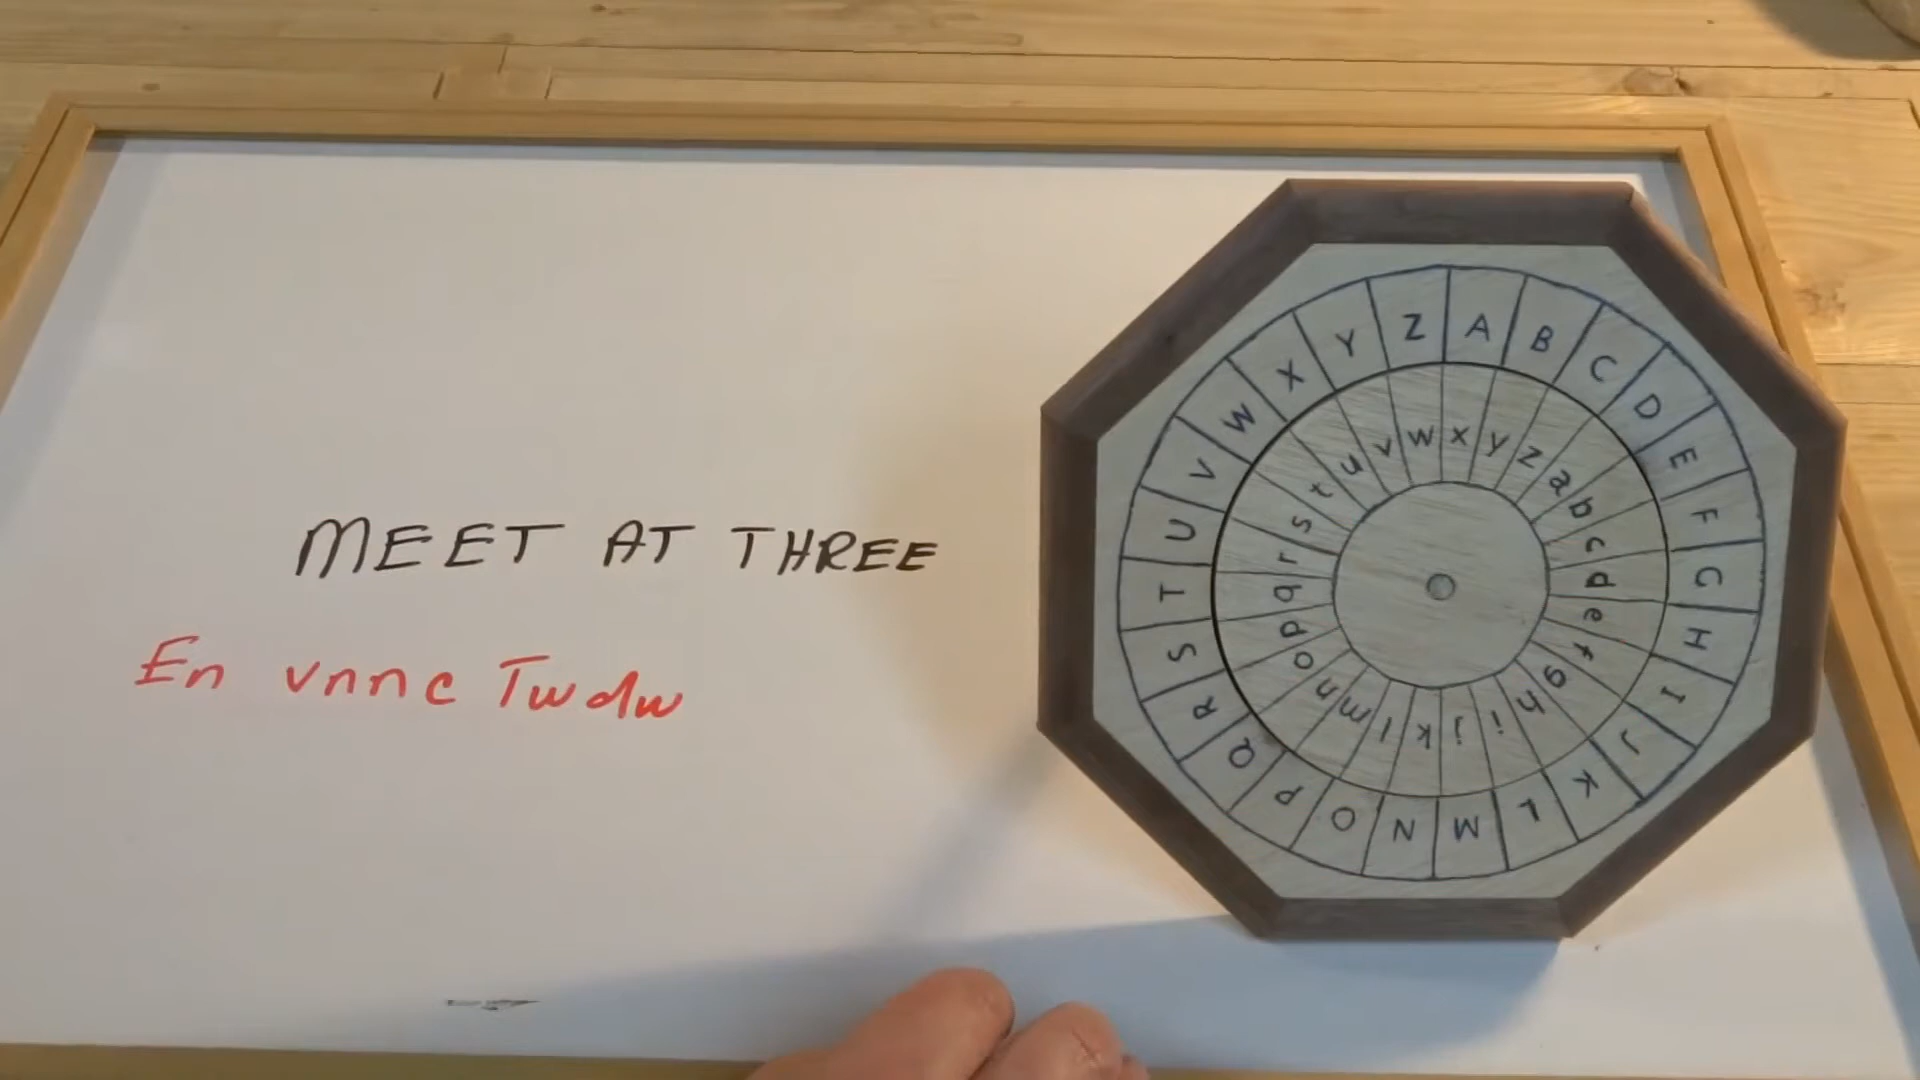 MEET AT THREE
En vnnc Twdw
Z A B C D E F G H I J K L M N O P Q R S T U V W X Y
w x y z a b c d e f g h i j k l m n o p q r s t u v